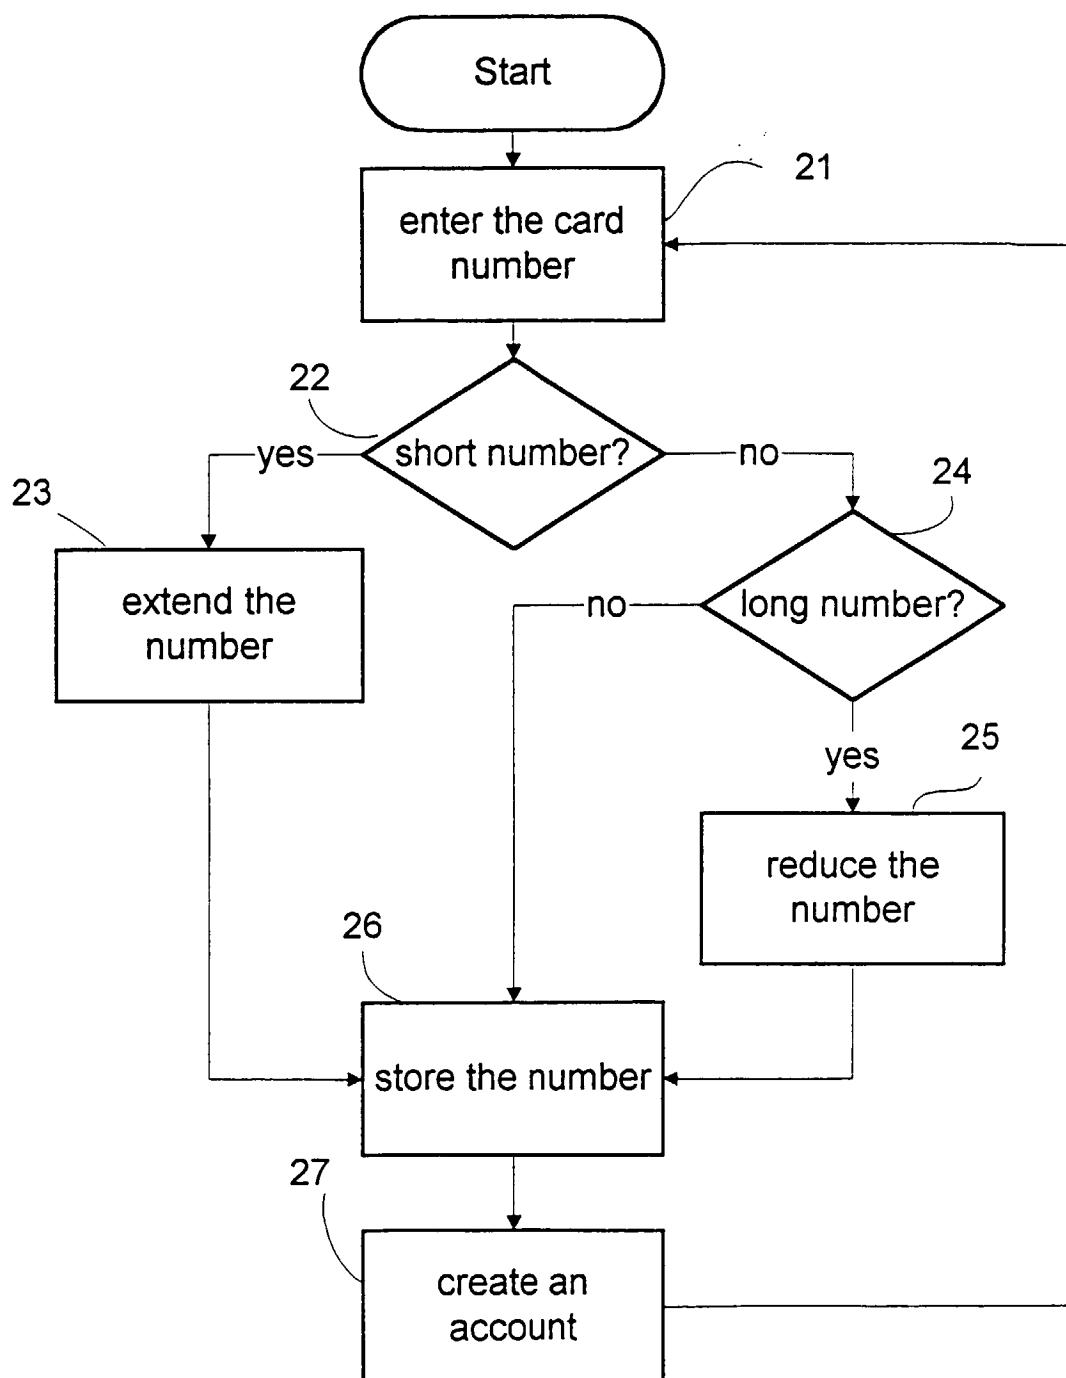 Start
21
enter the card
number
22
short number?
yes
no
23
24
extend the
number
long number?
no
yes
25
reduce the
number
26
store the number
27
create an
account